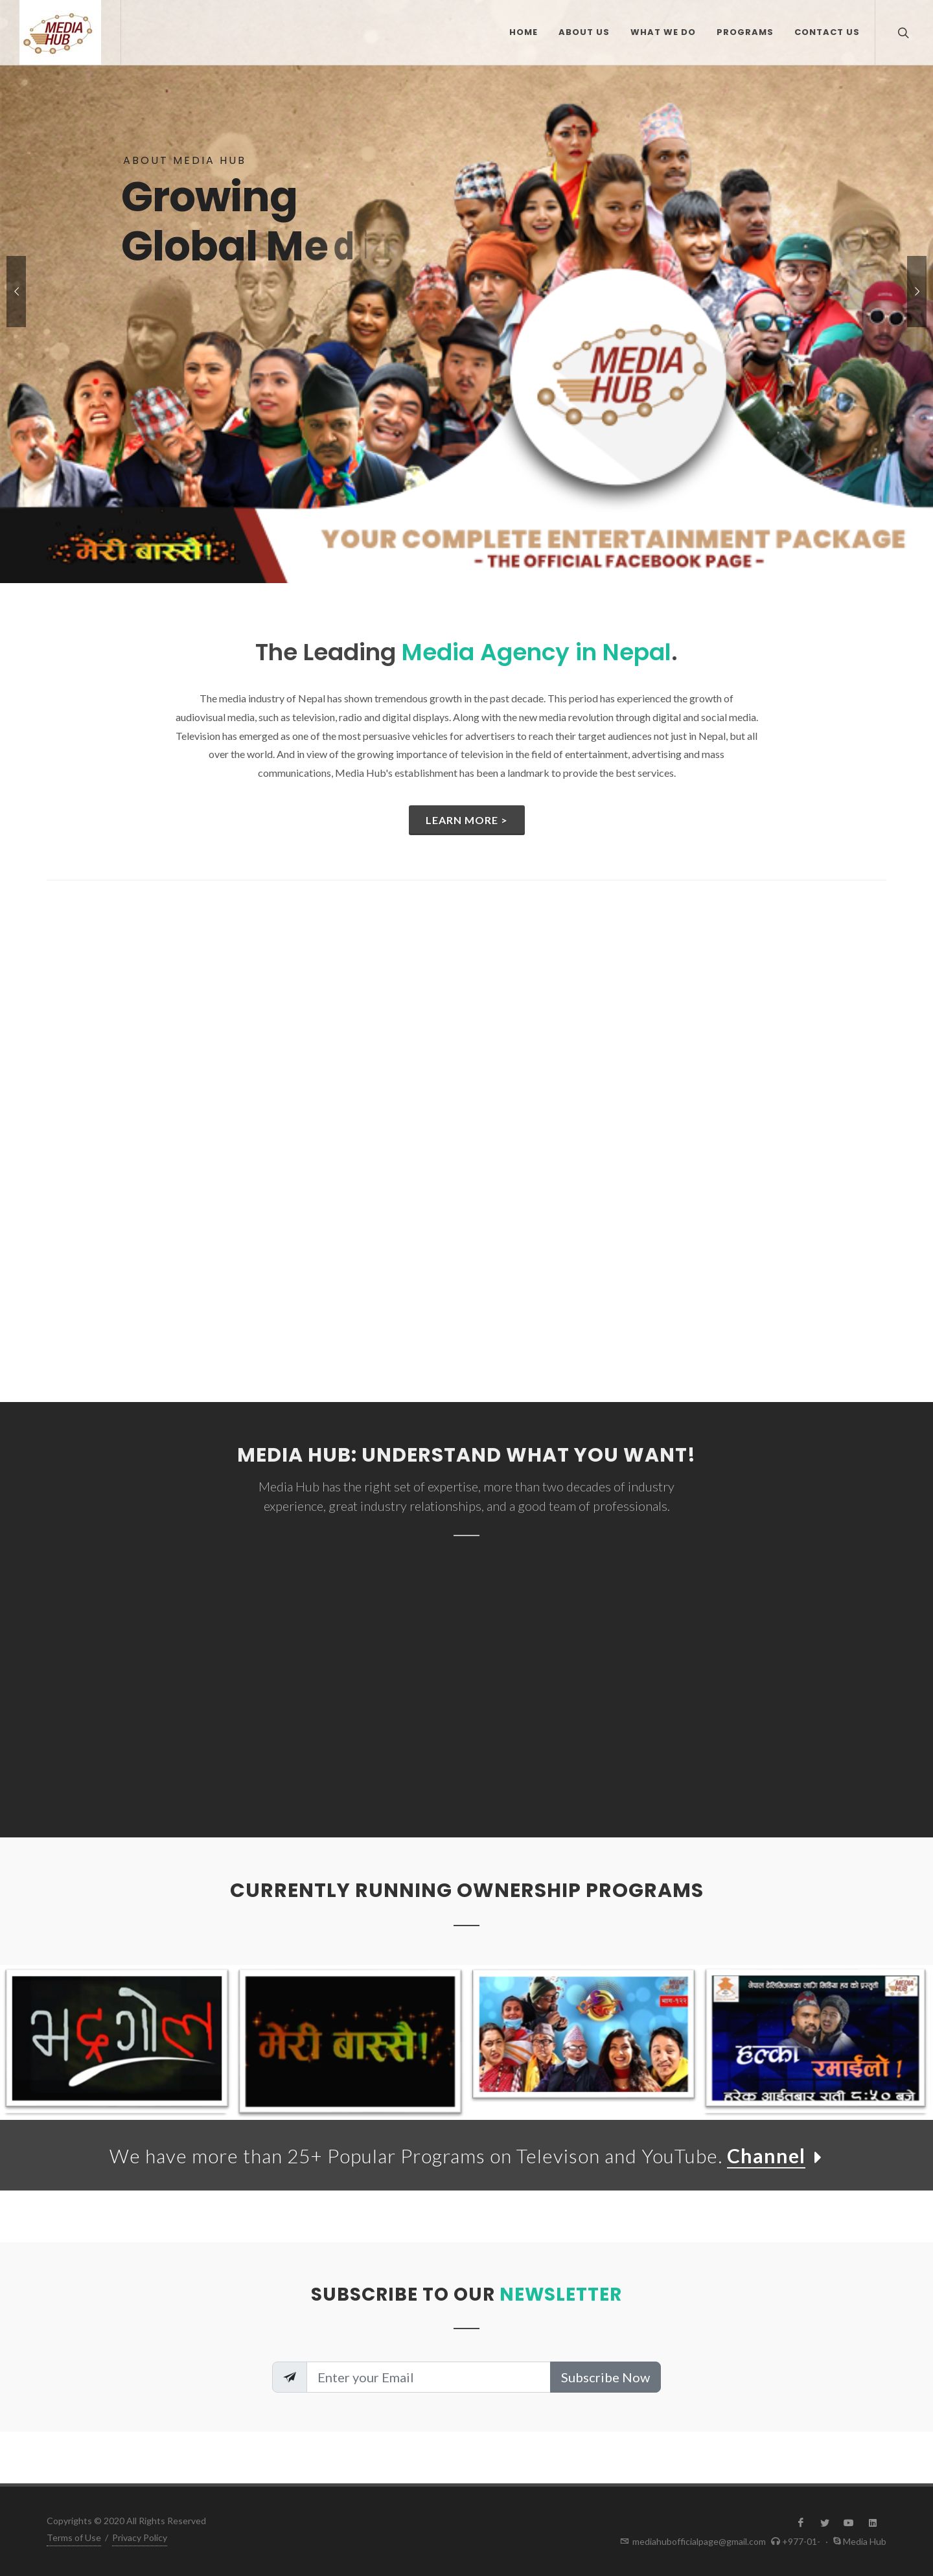 MEDIA
HUB
HOME
ABOUT US
WHAT WE DO
PROGRAMS
CONTACT US
ABOUT MEDIA HUB
Growing
Global Med
MEDIA
HUB
मेरी बास्सै!
YOUR COMPLETE ENTERTAINMENT PACKAGE
- THE OFFICIAL FACEBOOK PAGE -
The Leading Media Agency in Nepal.
The media industry of Nepal has shown tremendous growth in the past decade. This period has experienced the growth of
audiovisual media, such as television, radio and digital displays. Along with the new media revolution through digital and social media.
Television has emerged as one of the most persuasive vehicles for advertisers to reach their target audiences not just in Nepal, but all
over the world. And in view of the growing importance of television in the field of entertainment, advertising and mass
communications, Media Hub's establishment has been a landmark to provide the best services.
LEARN MORE >
MEDIA HUB: UNDERSTAND WHAT YOU WANT!
Media Hub has the right set of expertise, more than two decades of industry
experience, great industry relationships, and a good team of professionals.
CURRENTLY RUNNING OWNERSHIP PROGRAMS
भद्रगोल
मेरी बास्सै!
नेपाल टेलिभिजनका लागि मिडिया हब को प्रस्तुती
MEDIA
HUB
हल्का
रमाईलो !
हरेक आईतबार राती ८:५० बजे
We have more than 25+ Popular Programs on Televison and YouTube. Channel
SUBSCRIBE TO OUR NEWSLETTER
Enter your Email
Subscribe Now
Copyrights © 2020 All Rights Reserved
Terms of Use / Privacy Policy
mediahubofficialpage@gmail.com · +977-01- · Media Hub